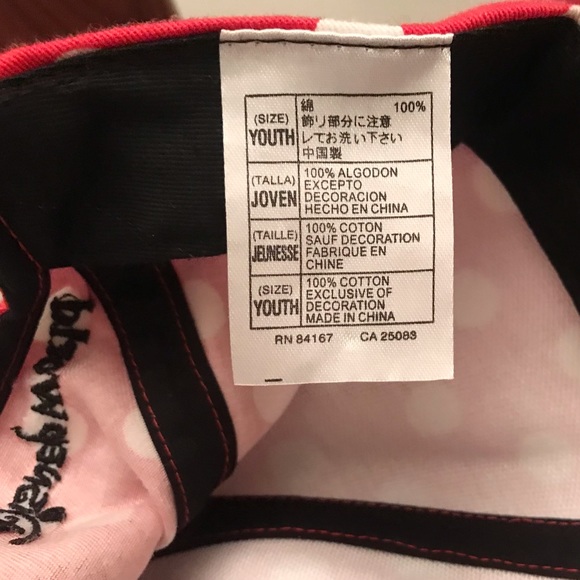 (SIZE)
YOUTH
綿 100%
飾り部分に注意
してお洗い下さい
中国製
(TALLA)
JOVEN
100% ALGODON
EXCEPTO
DECORACION
HECHO EN CHINA
(TAILLE)
JEUNESSE
100% COTON
SAUF DECORATION
FABRIQUE EN
CHINE
(SIZE)
YOUTH
100% COTTON
EXCLUSIVE OF
DECORATION
MADE IN CHINA
RN 84167 CA 25083